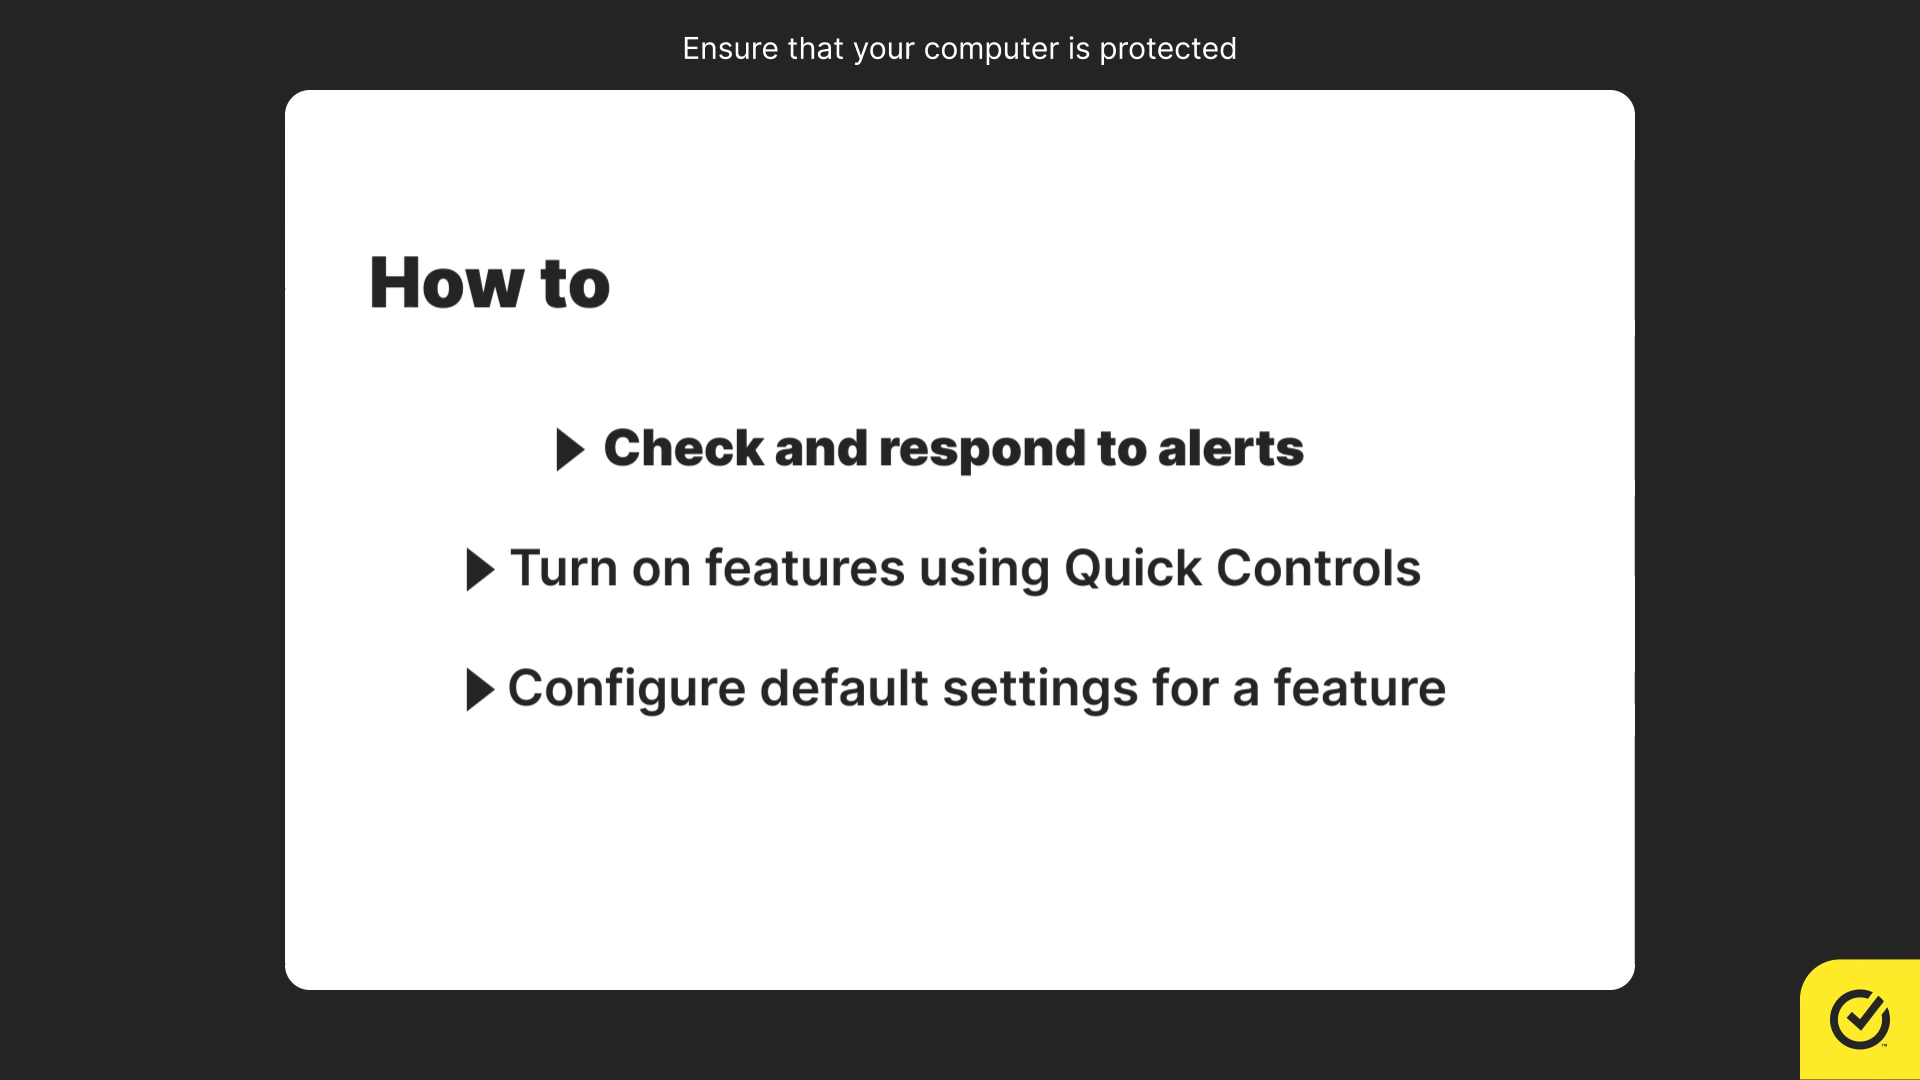 Ensure that your computer is protected
How to
Check and respond to alerts
Turn on features using Quick Controls
Configure default settings for a feature
TM